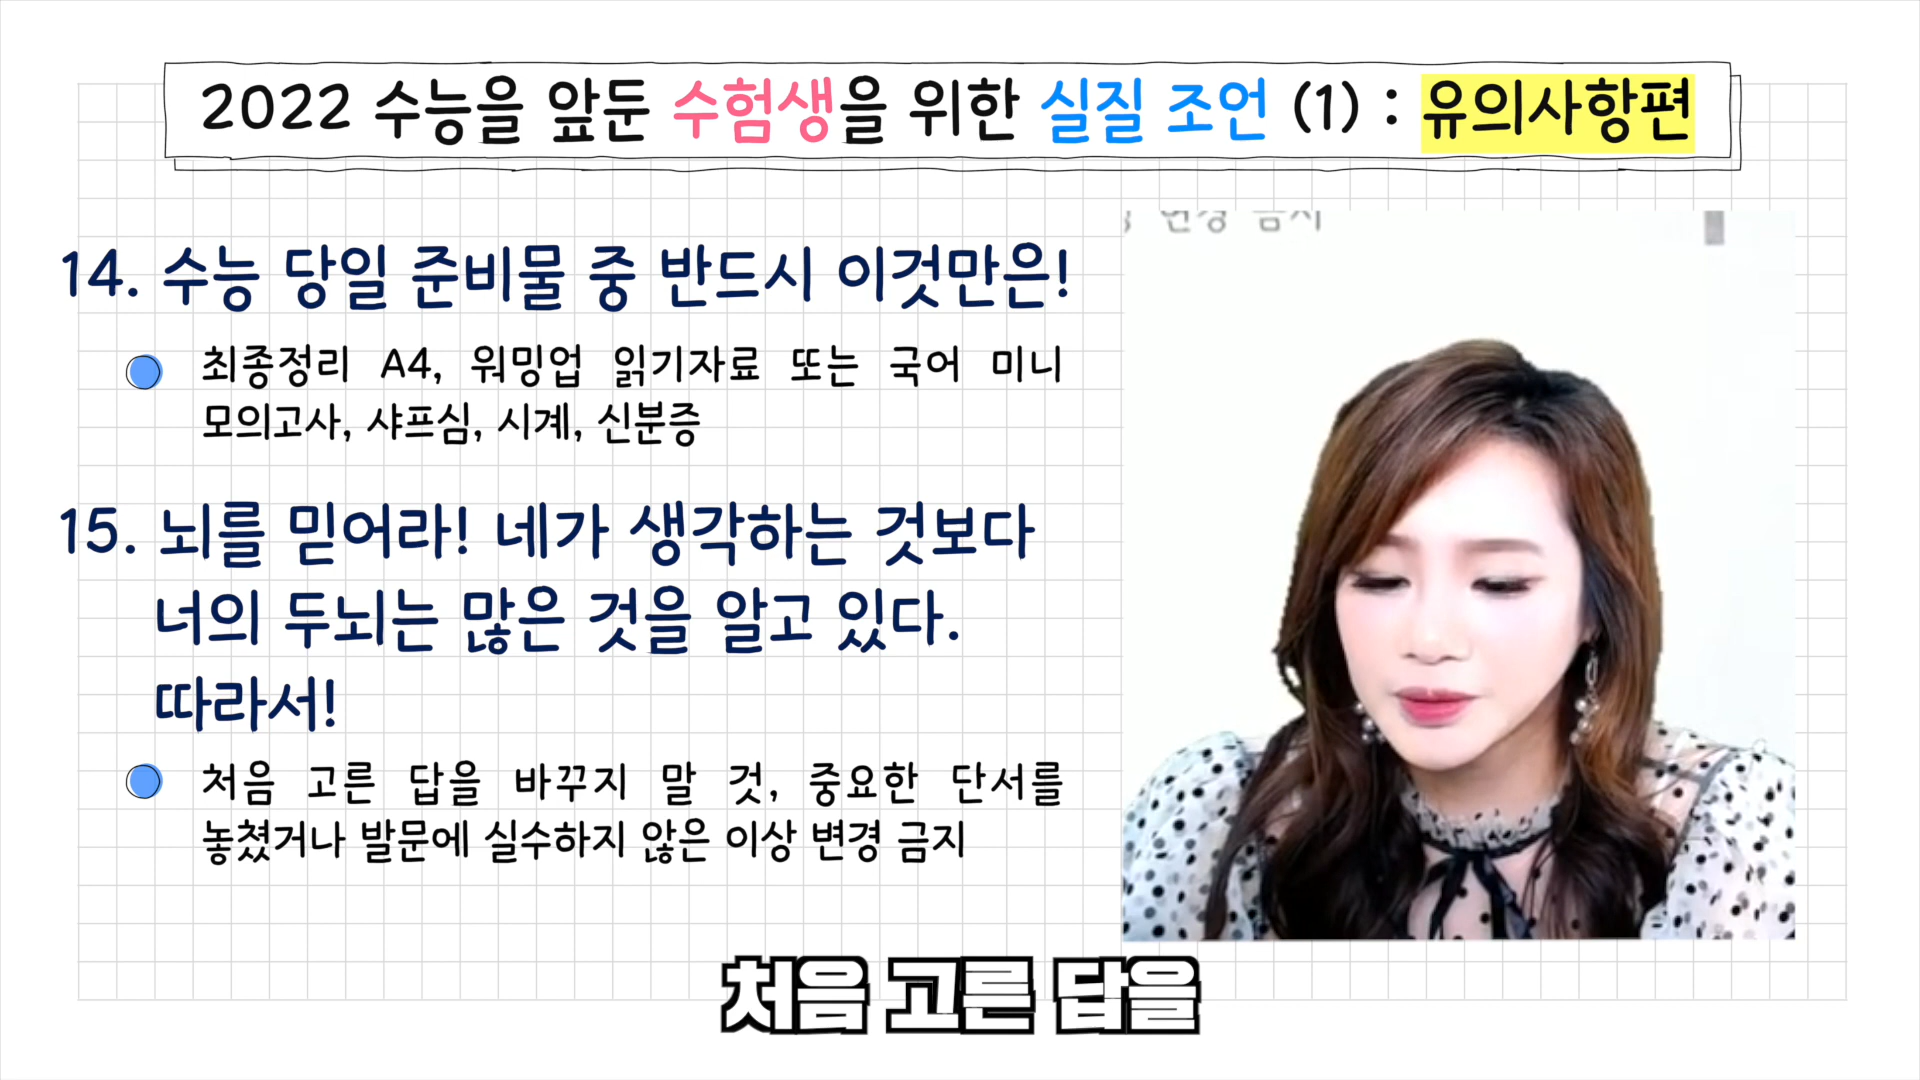 2022 수능을 앞둔 수험생을 위한 실질 조언 (1) : 유의사항편
변경 금지
14. 수능 당일 준비물 중 반드시 이것만은!
최종정리 A4, 워밍업 읽기자료 또는 국어 미니
모의고사, 샤프심, 시계, 신분증
15. 뇌를 믿어라! 네가 생각하는 것보다
너의 두뇌는 많은 것을 알고 있다.
따라서!
처음 고른 답을 바꾸지 말 것, 중요한 단서를
놓쳤거나 발문에 실수하지 않은 이상 변경 금지
처음 고른 답을